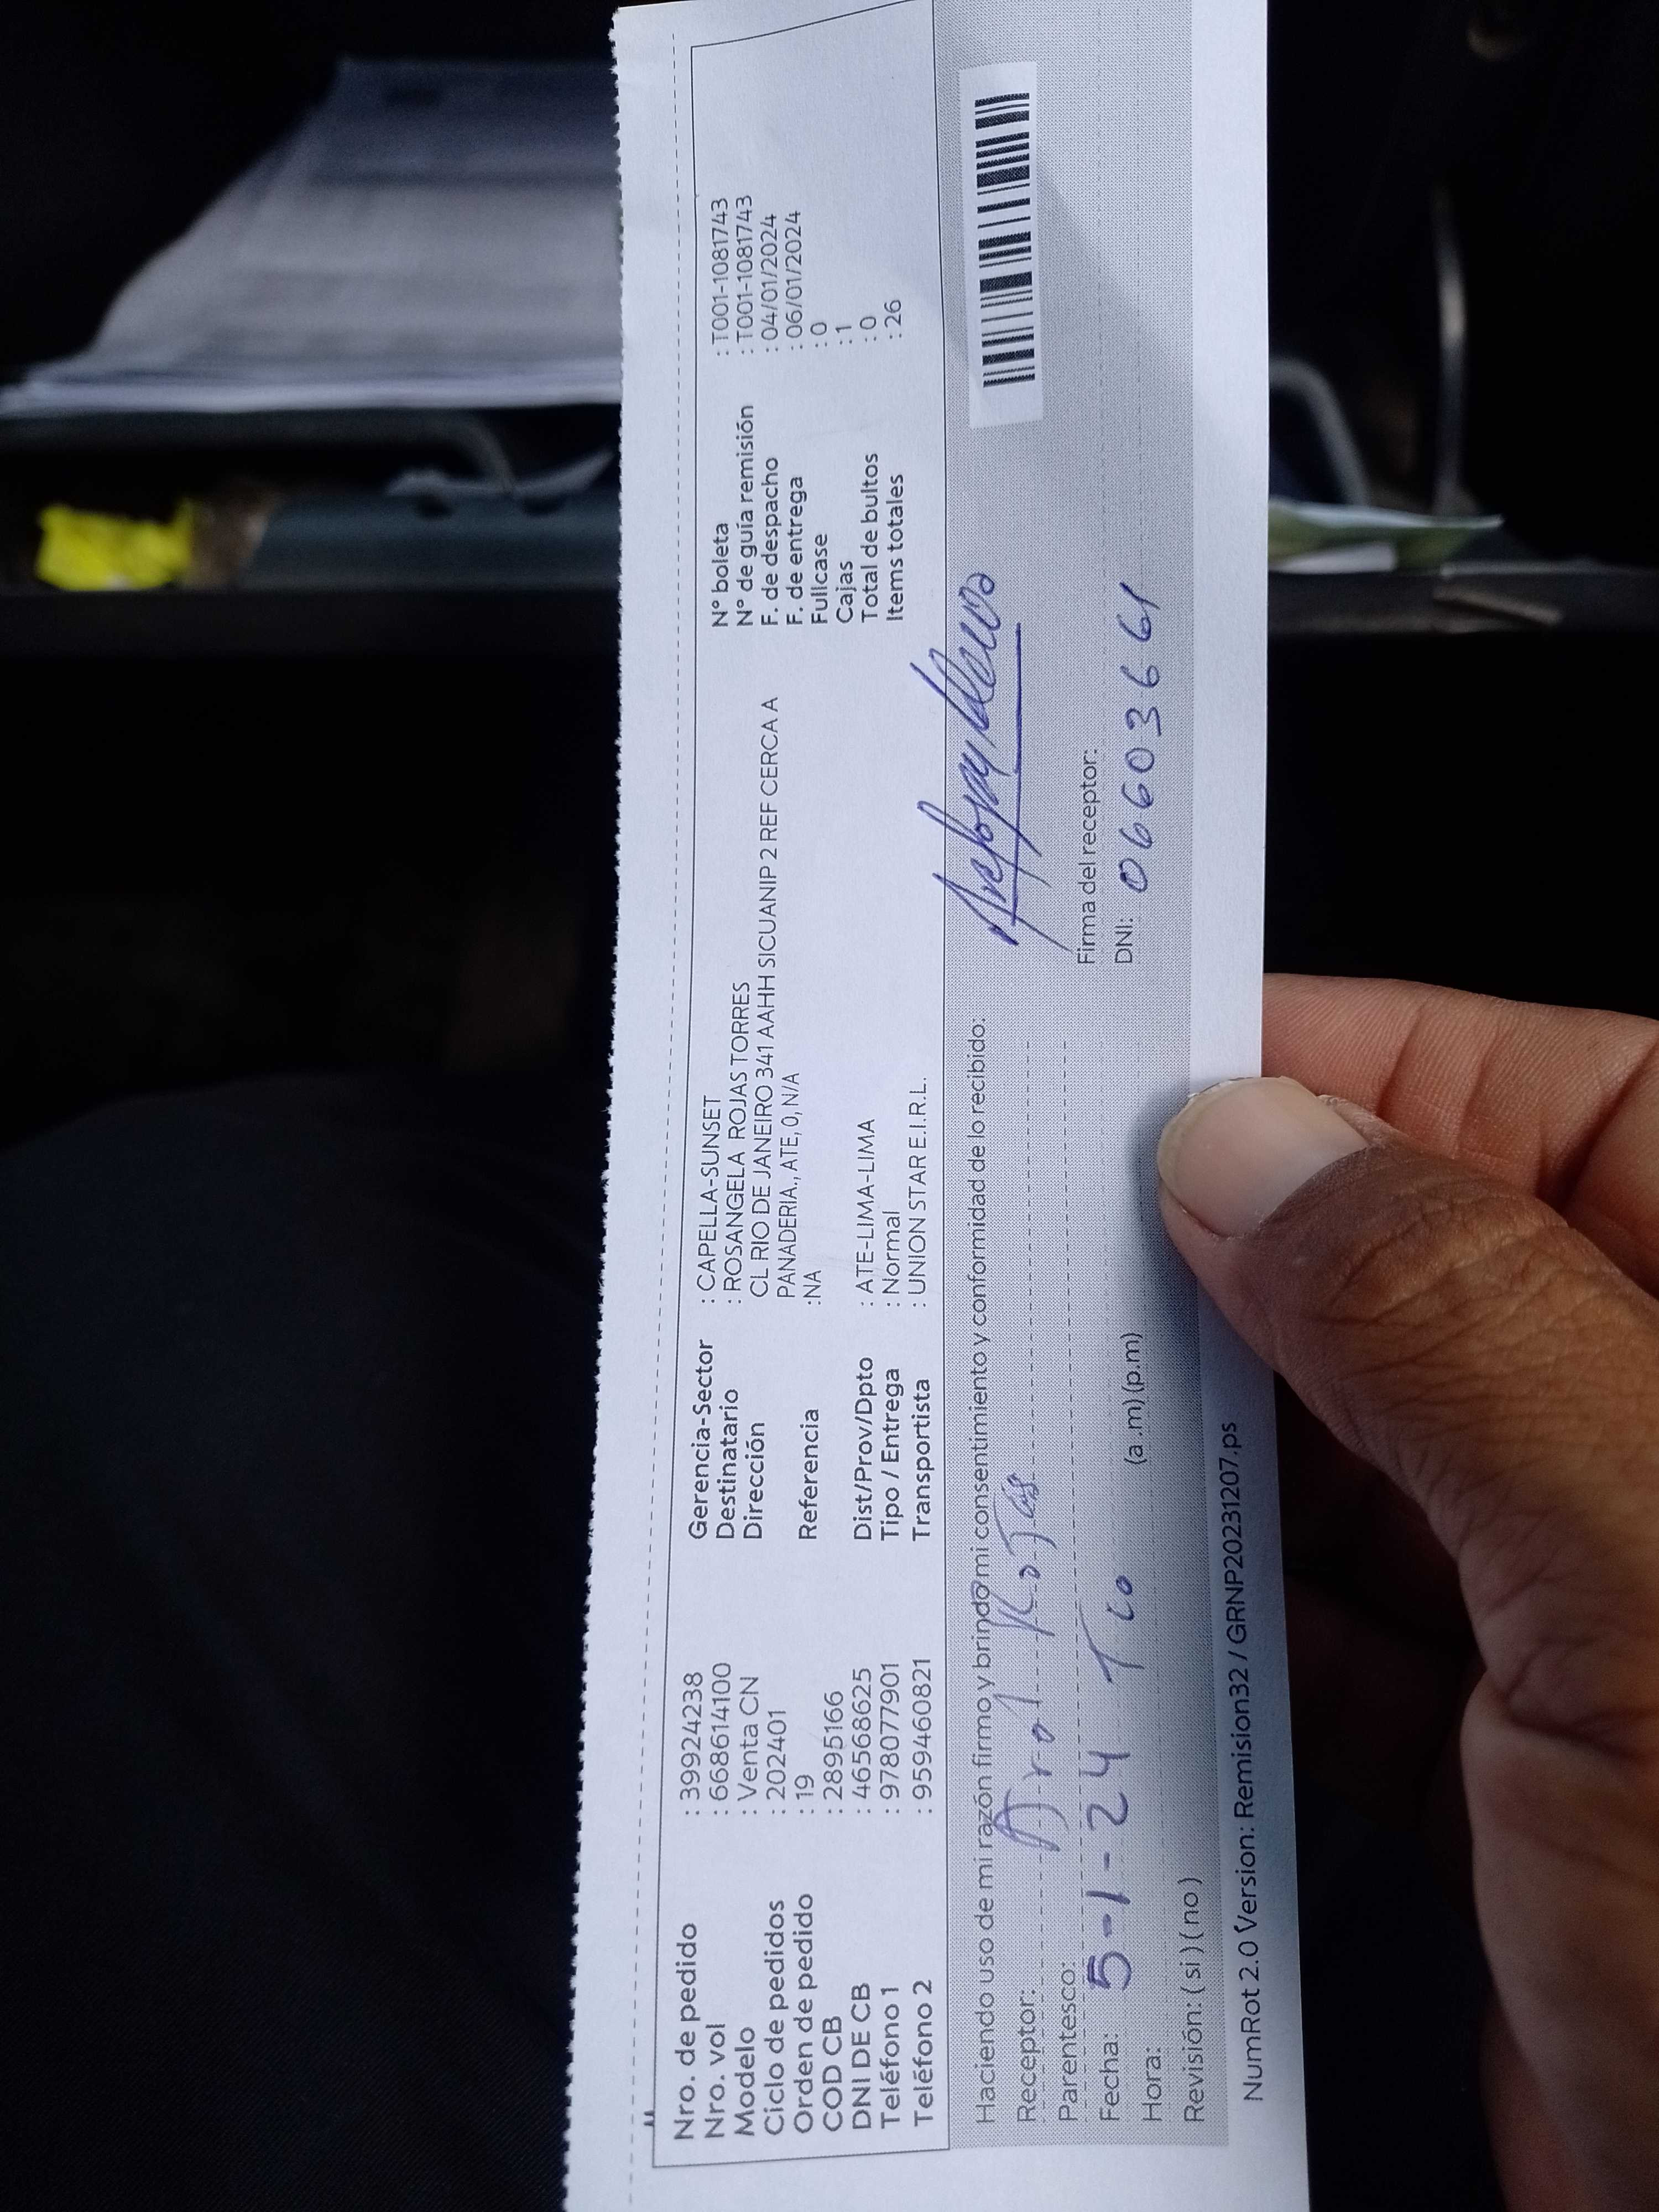 Nro. de pedido : 39924238 Gerencia-Sector : CAPELLA-SUNSET N° boleta : T001-1081743
Nro. vol : 668614100 Destinatario : ROSANGELA ROJAS TORRES N° de guía remisión : T001-1081743
Modelo : Venta CN Dirección CL RIO DE JANEIRO 341 AAHH SICUANIP 2 REF CERCA A F. de despacho : 04/01/2024
Ciclo de pedidos : 202401 PANADERIA., ATE, 0, N/A F. de entrega : 06/01/2024
Orden de pedido : 19 Referencia :NA Fullcase : 0
COD CB : 2895166 Cajas : 1
DNI DE CB : 46568625 Dist/Prov/Dpto : ATE-LIMA-LIMA Total de bultos : 0
Teléfono 1 : 978077901 Tipo / Entrega : Normal Items totales : 26
Teléfono 2 : 959460821 Transportista : UNION STAR E.I.R.L.
Haciendo uso de mi razón firmo y brindo mi consentimiento y conformidad de lo recibido:
Receptor: Rojas
Parentesco: Tio Firma del receptor:
Fecha: 5-1-24 DNI: 06603661
Hora: (a.m) (p.m)
Revisión: ( si ) ( no )
NumRot 2.0 Version: Remision32 / GRNP20231207.ps